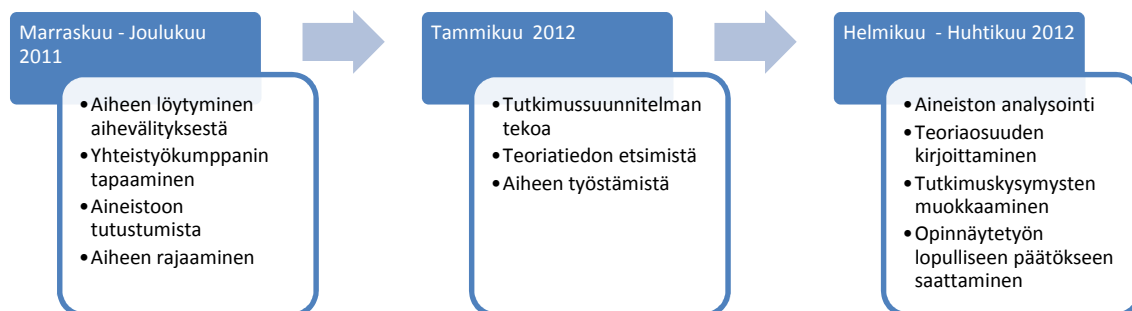 Marraskuu - Joulukuu
2011
•Aiheen löytyminen
aihevälityksestä
•Yhteistyökumppanin
tapaaminen
•Aineistoon
tutustumista
•Aiheen rajaaminen
Tammikuu 2012
•Tutkimussuunnitelman
tekoa
•Teoriatiedon etsimistä
•Aiheen työstämistä
Helmikuu - Huhtikuu 2012
•Aineiston analysointi
•Teoriaosuuden
kirjoittaminen
•Tutkimuskysymysten
muokkaaminen
•Opinnäytetyön
lopulliseen päätökseen
saattaminen